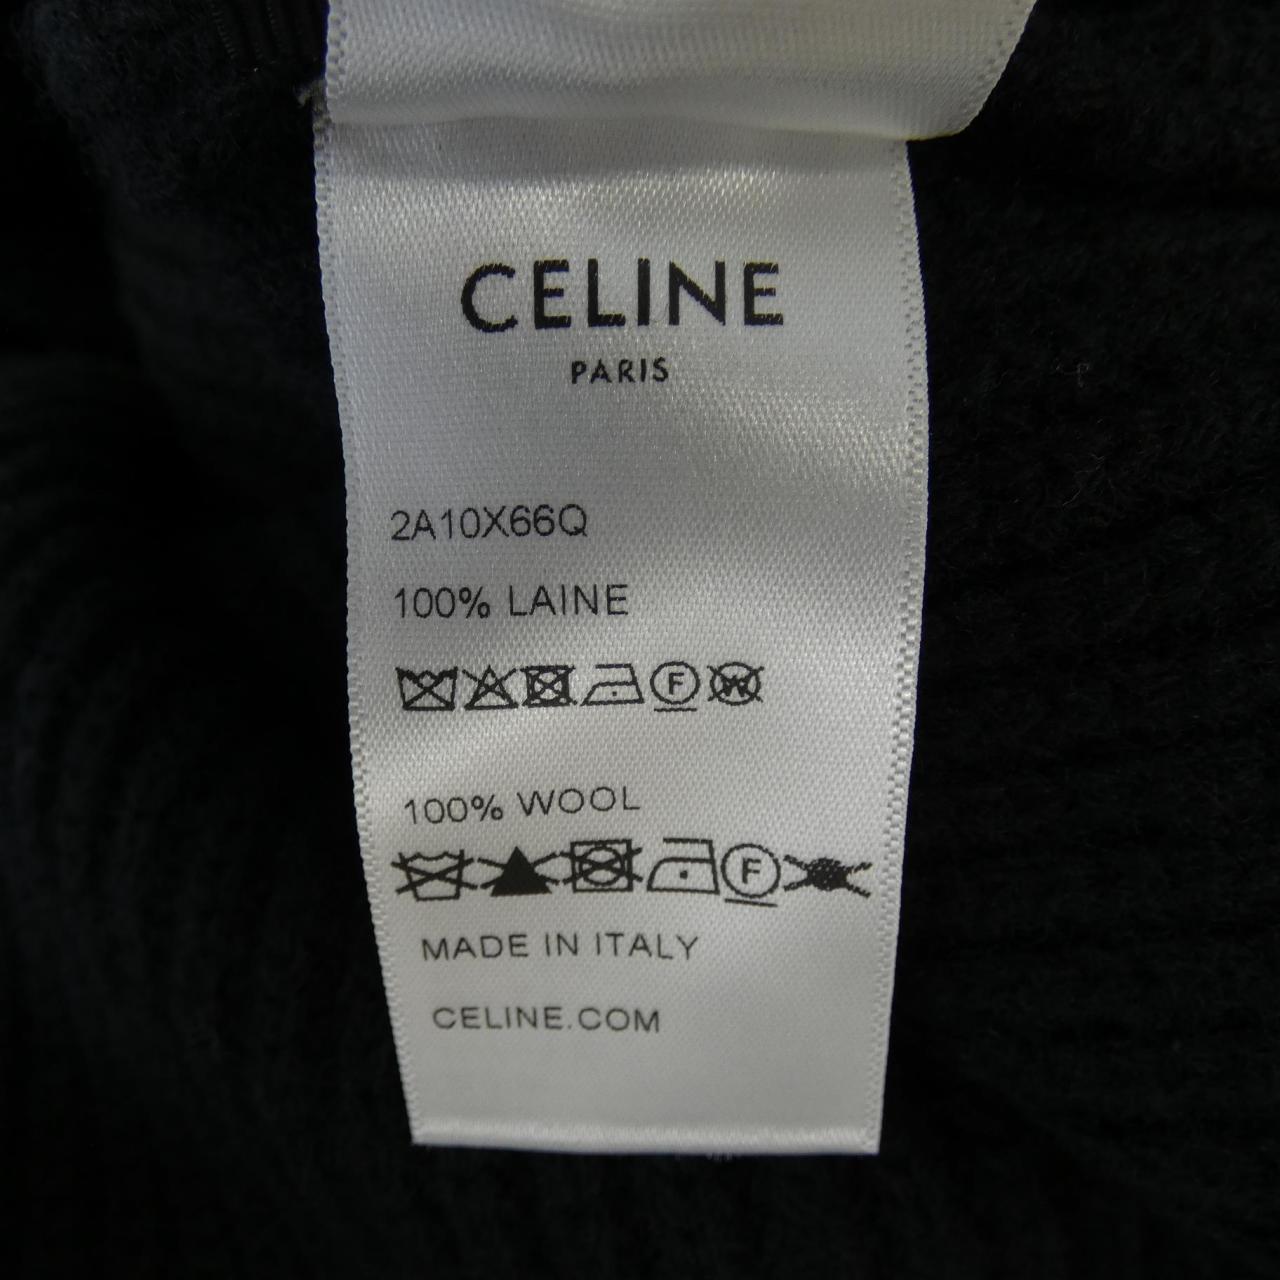 CELINE
PARIS
2A10X66Q
100% LAINE
F W
100% WOOL
F
MADE IN ITALY
CELINE.COM